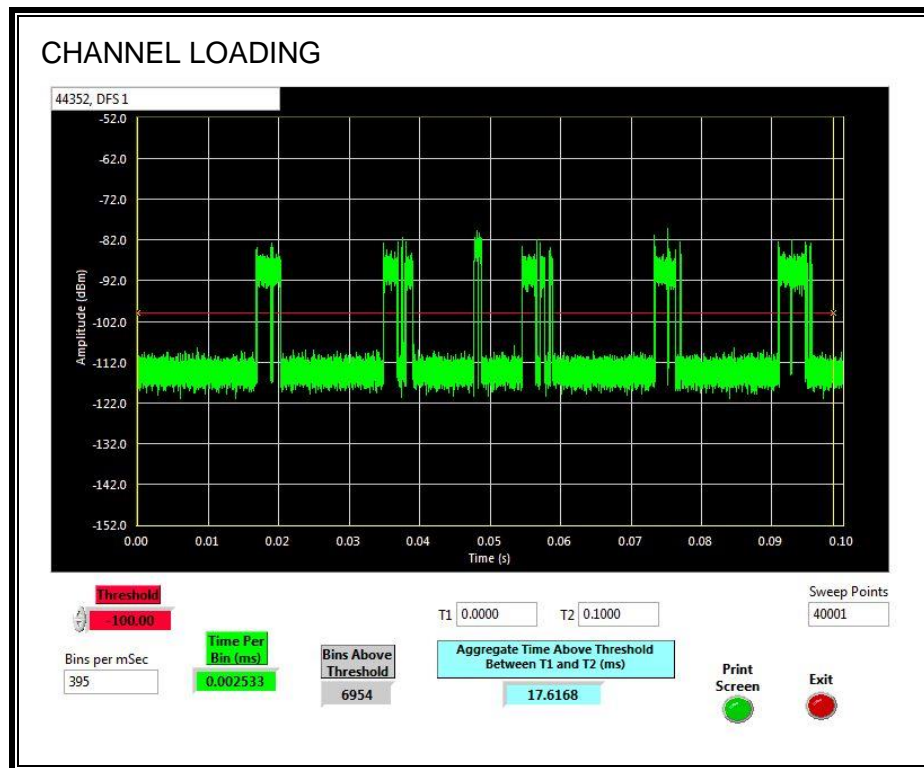 CHANNEL LOADING
44352, DFS 1
-52.0
-62.0
-72.0
-82.0
-92.0
-102.0
-112.0
-122.0
-132.0
-142.0
-152.0
Amplitude (dBm)
0.00 0.01 0.02 0.03 0.04 0.05 0.06 0.07 0.08 0.09 0.10
Time (s)
Threshold
-100.00
Bins per mSec
395
Time Per
Bin (ms)
0.002533
Bins Above
Threshold
6954
T1 0.0000 T2 0.1000
Aggregate Time Above Threshold
Between T1 and T2 (ms)
17.6168
Sweep Points
40001
Print
Screen
Exit